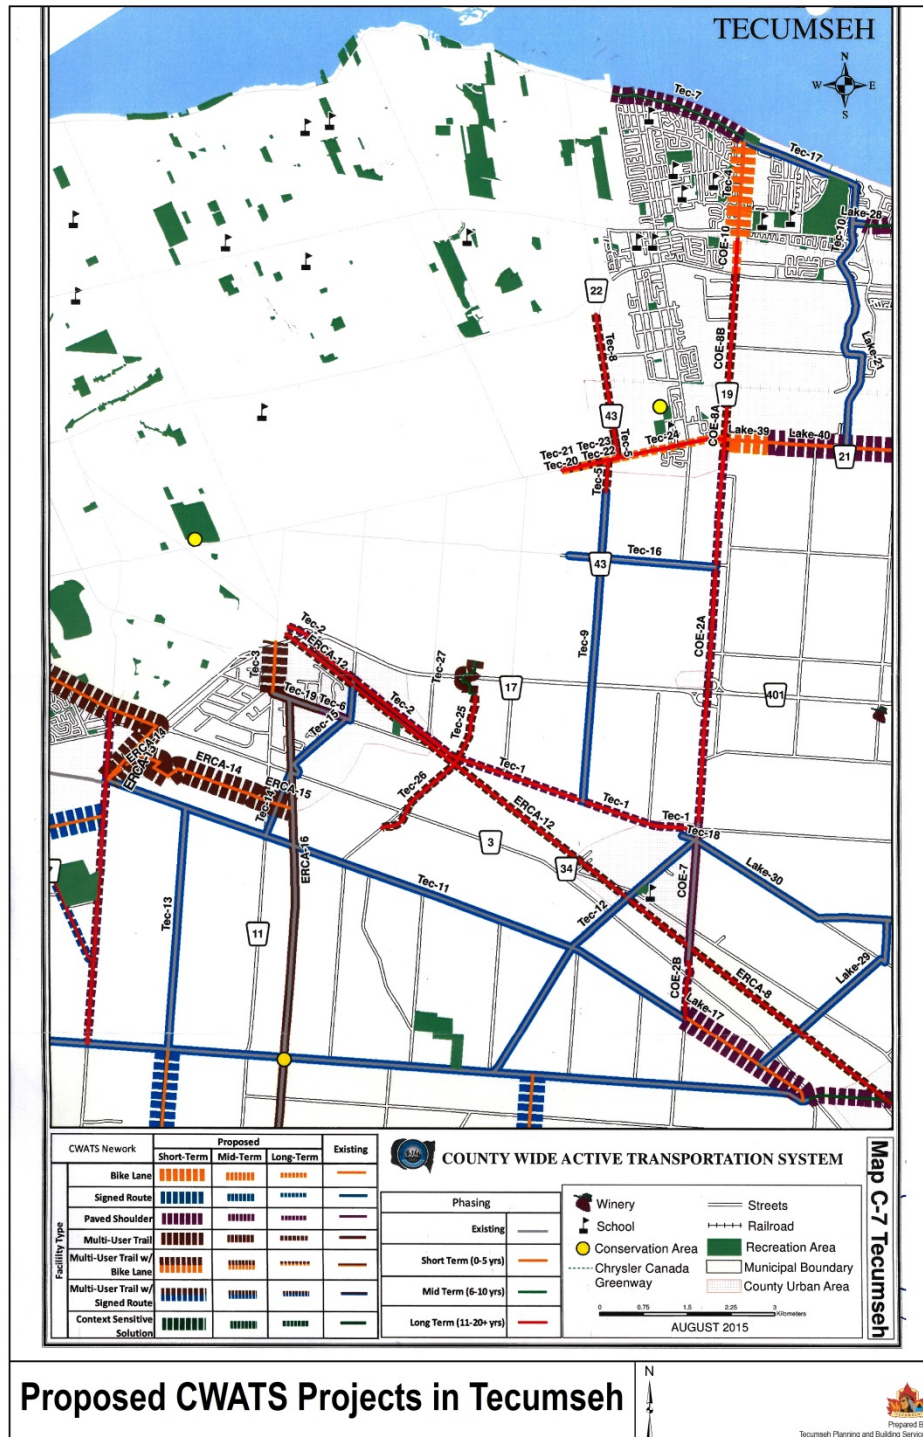 TECUMSEH
N
W E
S
Tec-7
Tec-17
Tec-4
Lake-28
Tec-10
COE-10
22
Tec-8
COE-8B
Lake-21
19
43
COE-8A
Tec-23
Tec-21
Tec-22
Tec-20
Tec-5
Tec-24
Lake-39
Lake-40
21
Tec-5
Tec-16
43
Tec-9
COE-2A
Tec-2
ERCA-12
Tec-3
Tec-27
17
401
Tec-19
Tec-6
Tec-2
Tec-15
Tec-25
ERCA-14
ERCA-13
ERCA-14
ERCA-15
Tec-1
Tec-26
Tec-1
Tec-1
Tec-18
ERCA-12
ERCA-16
3
34
COE-7
Lake-30
Tec-11
Tec-13
11
Tec-12
COE-2B
ERCA-8
Lake-29
Lake-17
CWATS Nework
Proposed
Existing
Short-Term Mid-Term Long-Term
Facility Type
Bike Lane
Signed Route
Paved Shoulder
Multi-User Trail
Multi-User Trail w/
Bike Lane
Multi-User Trail w/
Signed Route
Context Sensitive
Solution
COUNTY WIDE ACTIVE TRANSPORTATION SYSTEM
Phasing
Existing
Short Term (0-5 yrs)
Mid Term (6-10 yrs)
Long Term (11-20+ yrs)
Winery
School
Conservation Area
Chrysler Canada
Greenway
Streets
Railroad
Recreation Area
Municipal Boundary
County Urban Area
0 0.75 1.5 2.25 3
Kilometers
AUGUST 2015
Map C-7 Tecumseh
Proposed CWATS Projects in Tecumseh
N
Prepared B
Tecumseh Planning and Building Servic